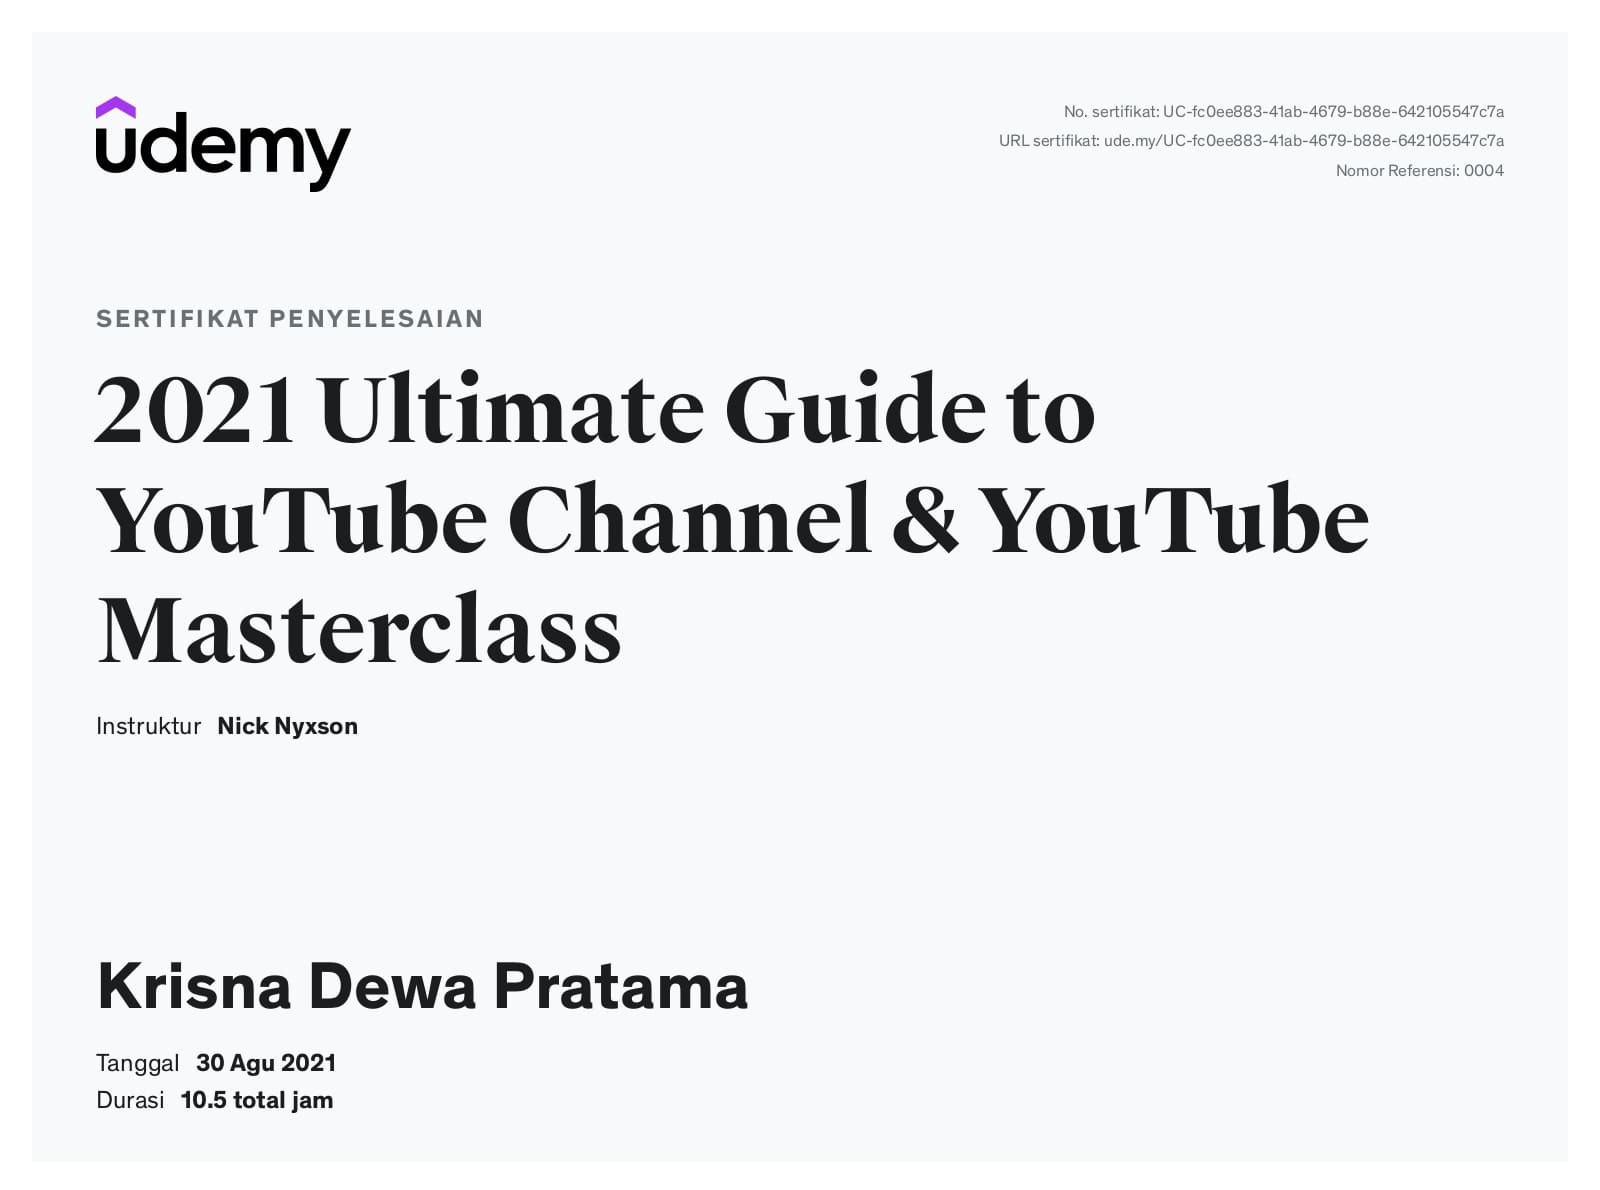 udemy
No. sertifikat: UC-fc0ee883-41ab-4679-b88e-642105547c7a
URL sertifikat: ude.my/UC-fc0ee883-41ab-4679-b88e-642105547c7a
Nomor Referensi: 0004
SERTIFIKAT PENYELESAIAN
2021 Ultimate Guide to
YouTube Channel & YouTube
Masterclass
Instruktur Nick Nyxson
Krisna Dewa Pratama
Tanggal 30 Agu 2021
Durasi 10.5 total jam